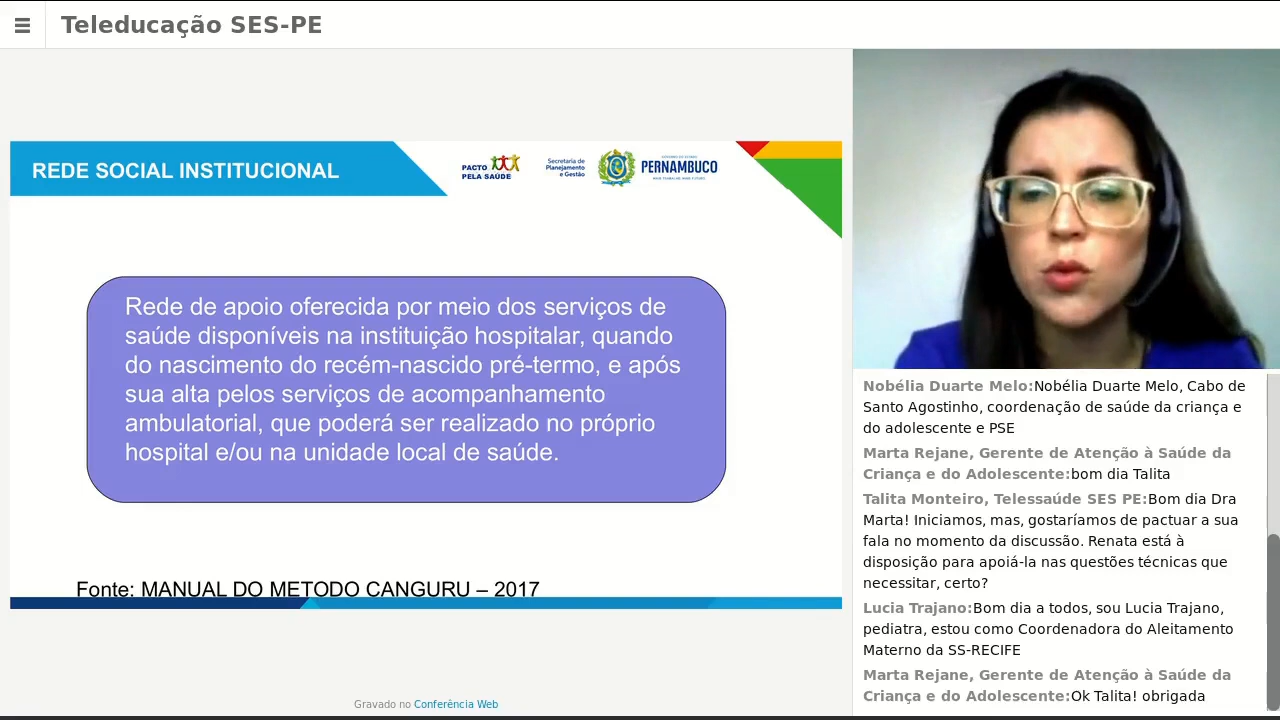 Teleducação SES-PE
REDE SOCIAL INSTITUCIONAL
PACTO
PELA SAÚDE
Secretaria de
Planejamento
e Gestão
PERNAMBUCO
Rede de apoio oferecida por meio dos serviços de
saúde disponíveis na instituição hospitalar, quando
do nascimento do recém-nascido pré-termo, e após
sua alta pelos serviços de acompanhamento
ambulatorial, que poderá ser realizado no próprio
hospital e/ou na unidade local de saúde.
Fonte: MANUAL DO METODO CANGURU – 2017
Gravado no Conferência Web
Nobélia Duarte Melo:Nobélia Duarte Melo, Cabo de
Santo Agostinho, coordenação de saúde da criança e
do adolescente e PSE
Marta Rejane, Gerente de Atenção à Saúde da
Criança e do Adolescente:bom dia Talita
Talita Monteiro, Telessaúde SES PE:Bom dia Dra
Marta! Iniciamos, mas, gostaríamos de pactuar a sua
fala no momento da discussão. Renata está à
disposição para apoiá-la nas questões técnicas que
necessitar, certo?
Lucia Trajano:Bom dia a todos, sou Lucia Trajano,
pediatra, estou como Coordenadora do Aleitamento
Materno da SS-RECIFE
Marta Rejane, Gerente de Atenção à Saúde da
Criança e do Adolescente:Ok Talita! obrigada